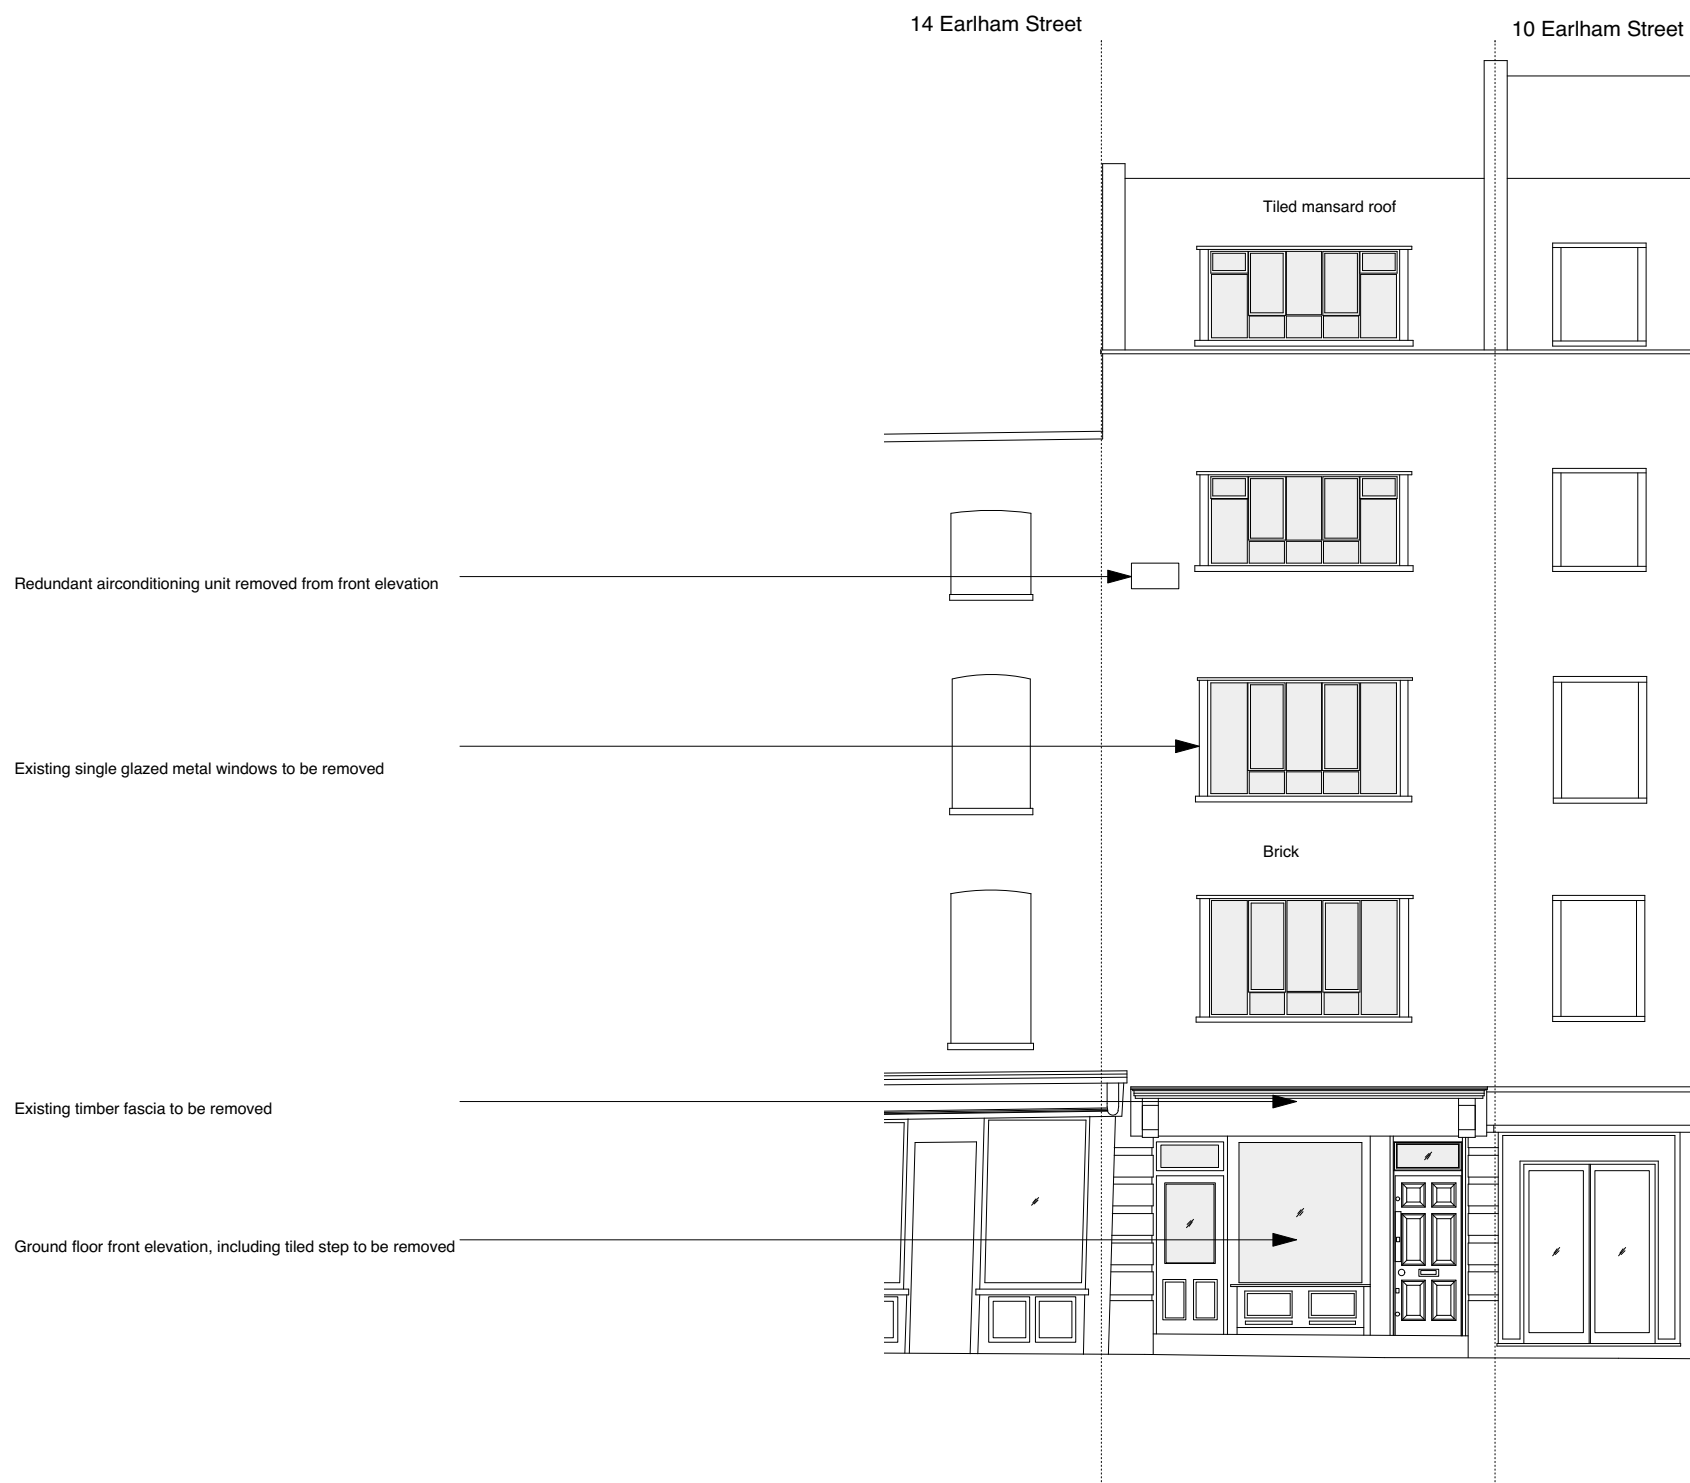 14 Earlham Street
10 Earlham Street
Tiled mansard roof
Redundant airconditioning unit removed from front elevation
Existing single glazed metal windows to be removed
Brick
Existing timber fascia to be removed
Ground floor front elevation, including tiled step to be removed